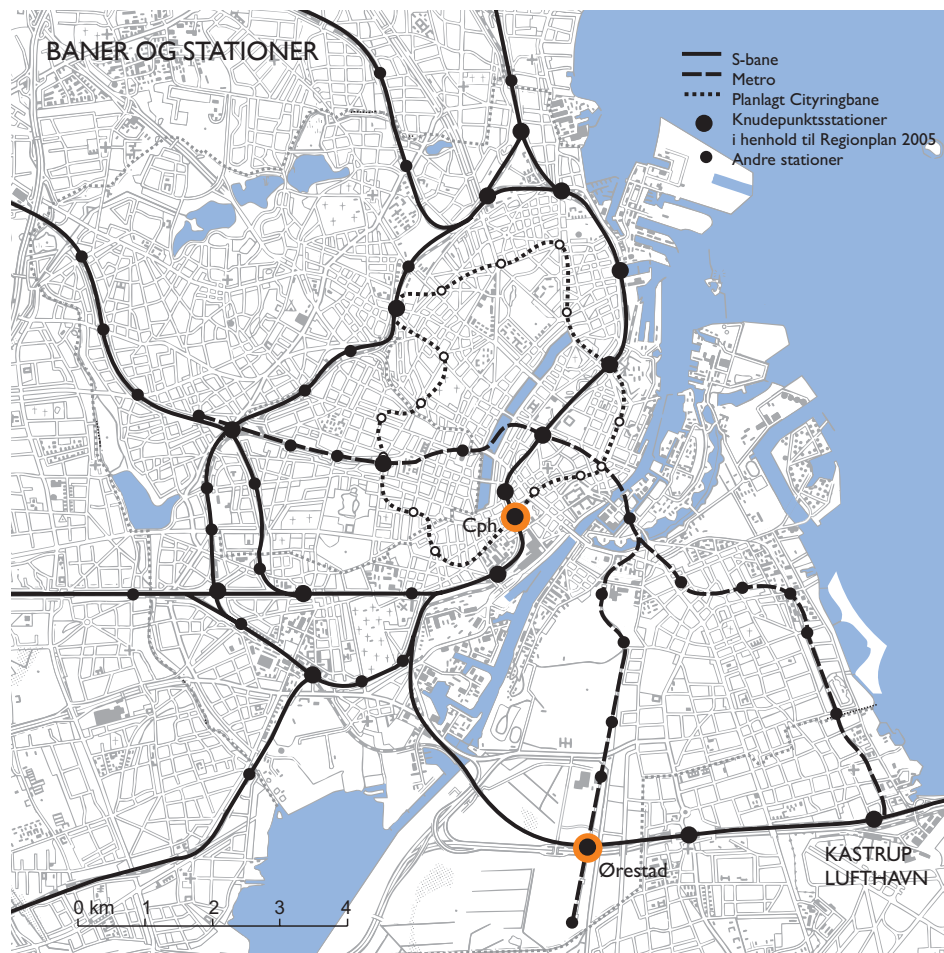 BANER OG STATIONER
S-bane
Metro
Planlagt Cityringbane
Knudepunktsstationer
i henhold til Regionplan 2005
Andre stationer
Cph.
Ørestad
KASTRUP
LUFTHAVN
0 km 1 2 3 4